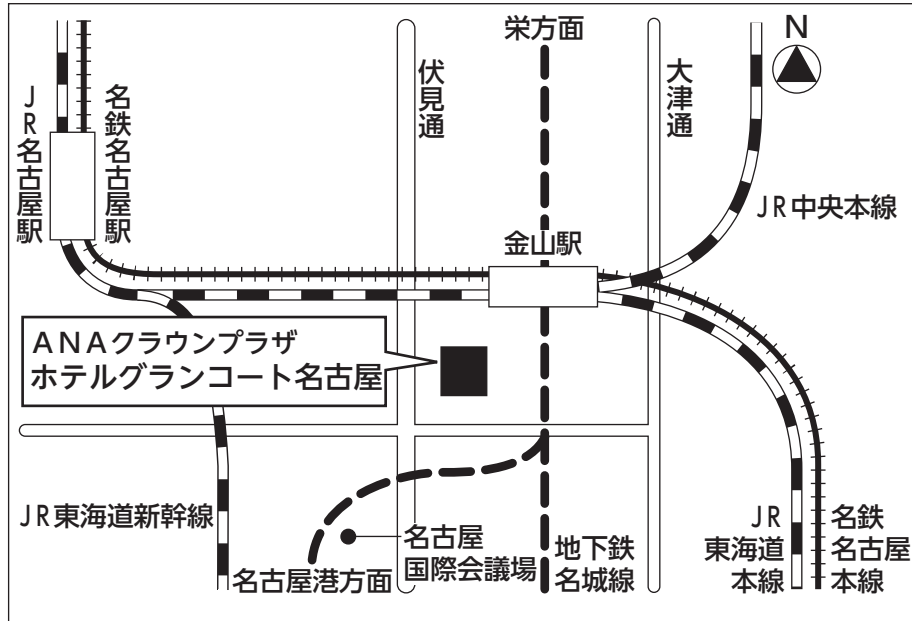 栄方面
N
伏見通
大津通
JR名古屋駅
名鉄名古屋駅
JR中央本線
金山駅
ANAクラウンプラザ
ホテルグランコート名古屋
JR東海道新幹線
名古屋港方面
名古屋
国際会議場
地下鉄
名城線
JR
東海道
本線
名鉄
名古屋
本線